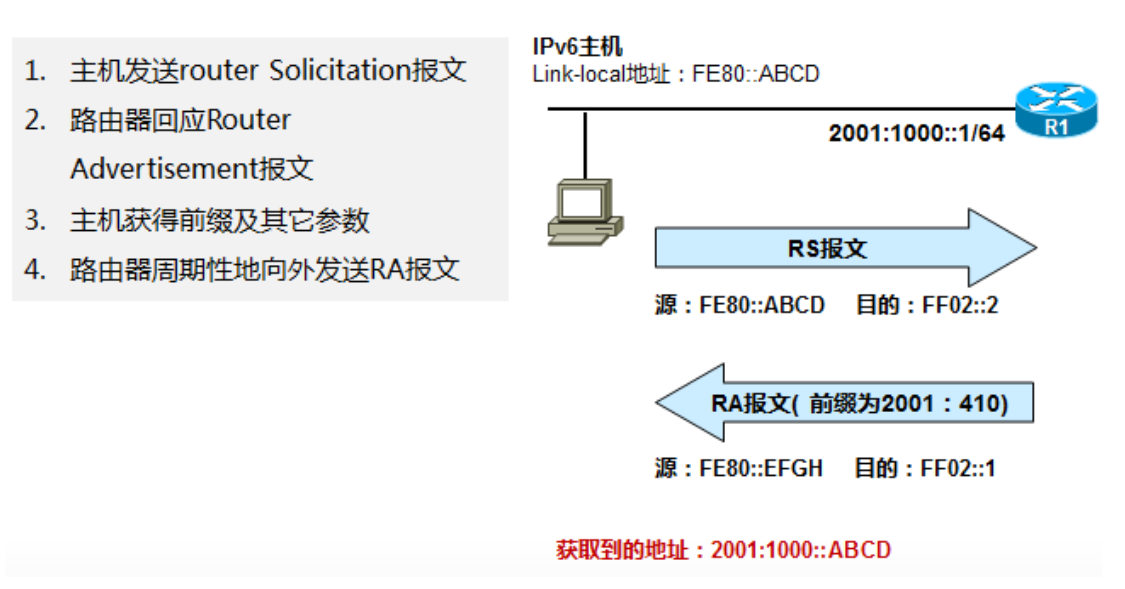 1. 主机发送router Solicitation报文
2. 路由器回应Router
Advertisement报文
3. 主机获得前缀及其它参数
4. 路由器周期性地向外发送RA报文
IPv6主机
Link-local地址：FE80::ABCD
R1
2001:1000::1/64
RS报文
源：FE80::ABCD 目的：FF02::2
RA报文( 前缀为2001：410)
源：FE80::EFGH 目的：FF02::1
获取到的地址：2001:1000::ABCD